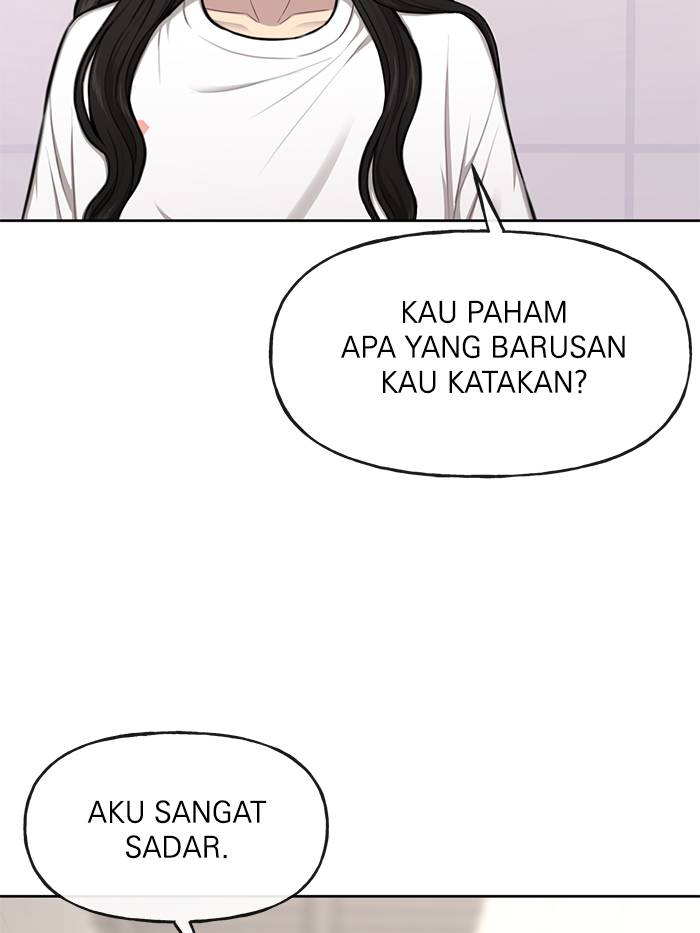 KAU PAHAM
APA YANG BARUSAN
KAU KATAKAN?
AKU SANGAT
SADAR.